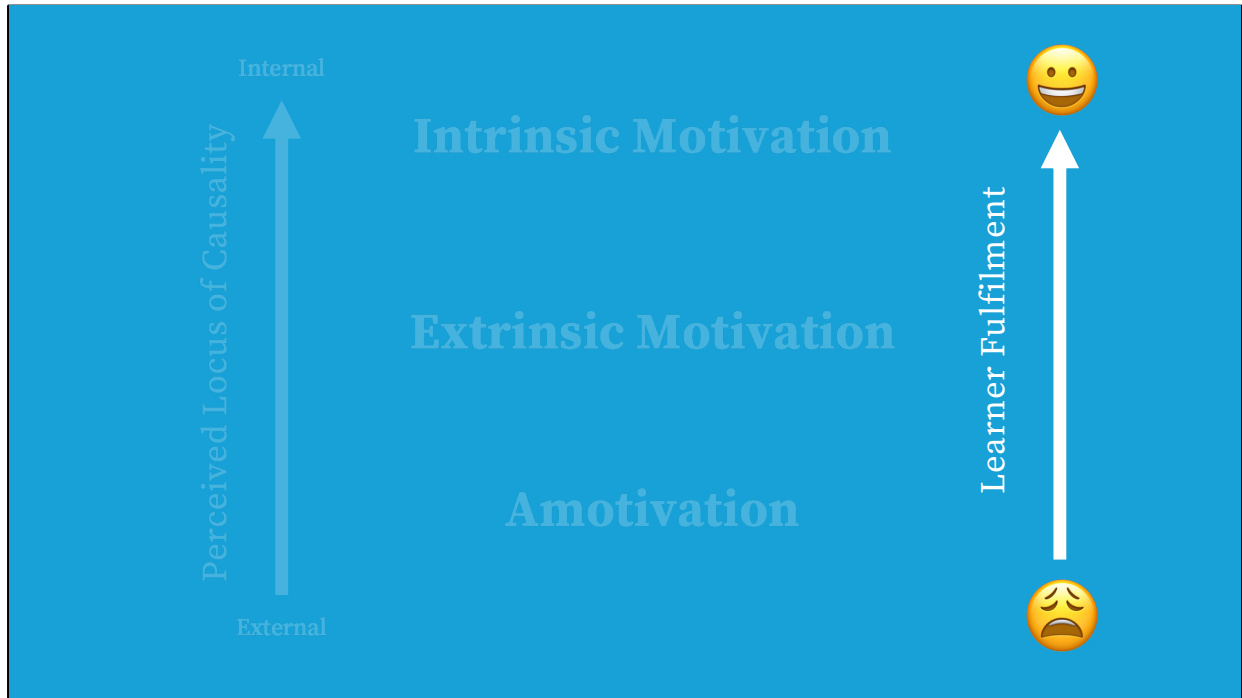 Internal
Perceived Locus of Causality
External
Intrinsic Motivation
Extrinsic Motivation
Amotivation
Learner Fulfilment